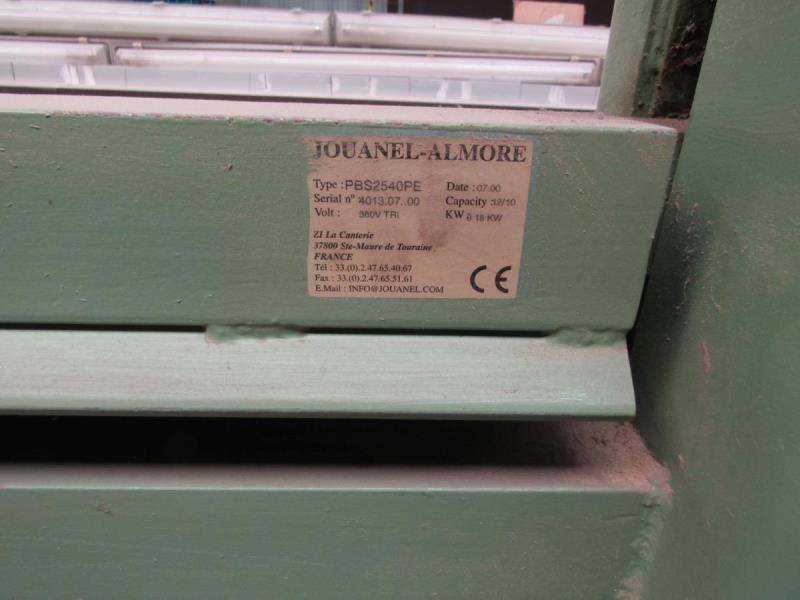 JOUANEL-ALMORE
Type : PBS2540PE Date : 07.00
Serial n° 4013.07..00 Capacity : 12/10
Volt : 380V TRI KW 0.18 KW
ZI La Canterie
37800 Ste-Maure de Touraine
FRANCE
Tél : 33.(0).2.47.65.40.67
Fax : 33.(0).2.47.65.51.61
E.Mail : INFO@JOUANEL.COM
CE